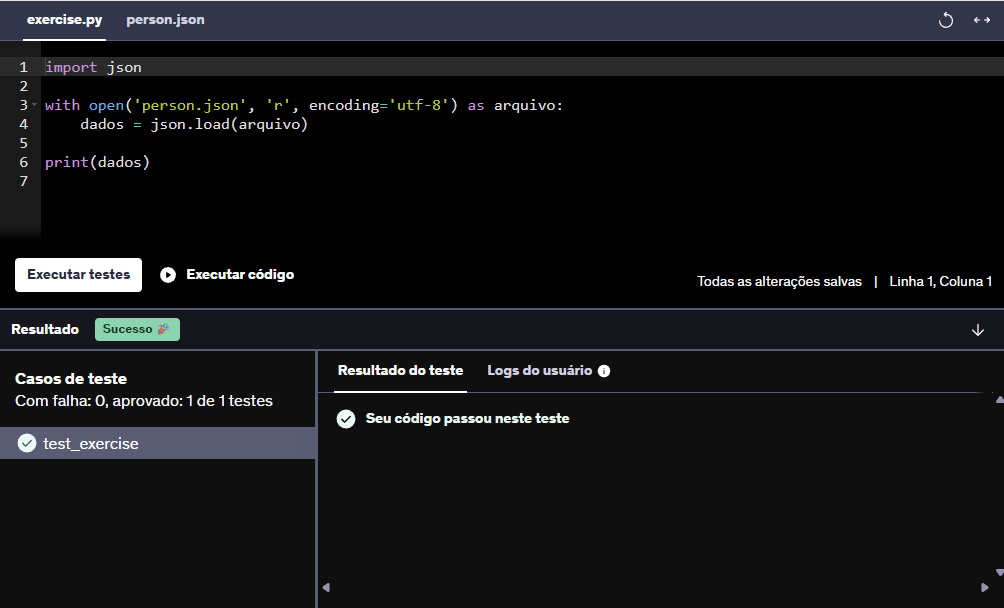 exercise.py person.json
1 import json
2
3 with open('person.json', 'r', encoding='utf-8') as arquivo:
4     dados = json.load(arquivo)
5
6 print(dados)
7
Executar testes Executar código
Todas as alterações salvas | Linha 1, Coluna 1
Resultado Sucesso
Resultado do teste Logs do usuário
Casos de teste
Com falha: 0, aprovado: 1 de 1 testes
Seu código passou neste teste
test_exercise